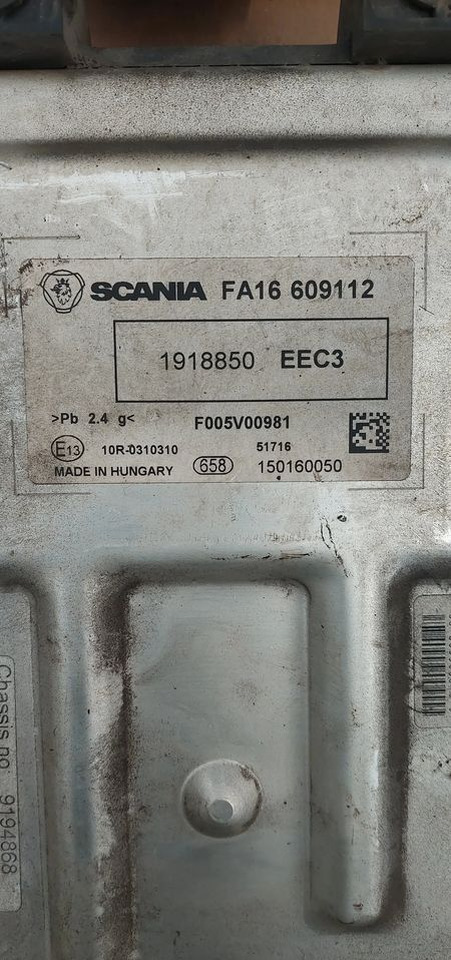 SCANIA FA16 609112
1918850 EEC3
>Pb 2.4 g<
F005V00981
E13 10R-0310310
51716
MADE IN HUNGARY
658 150160050
Chassis no: 9194868